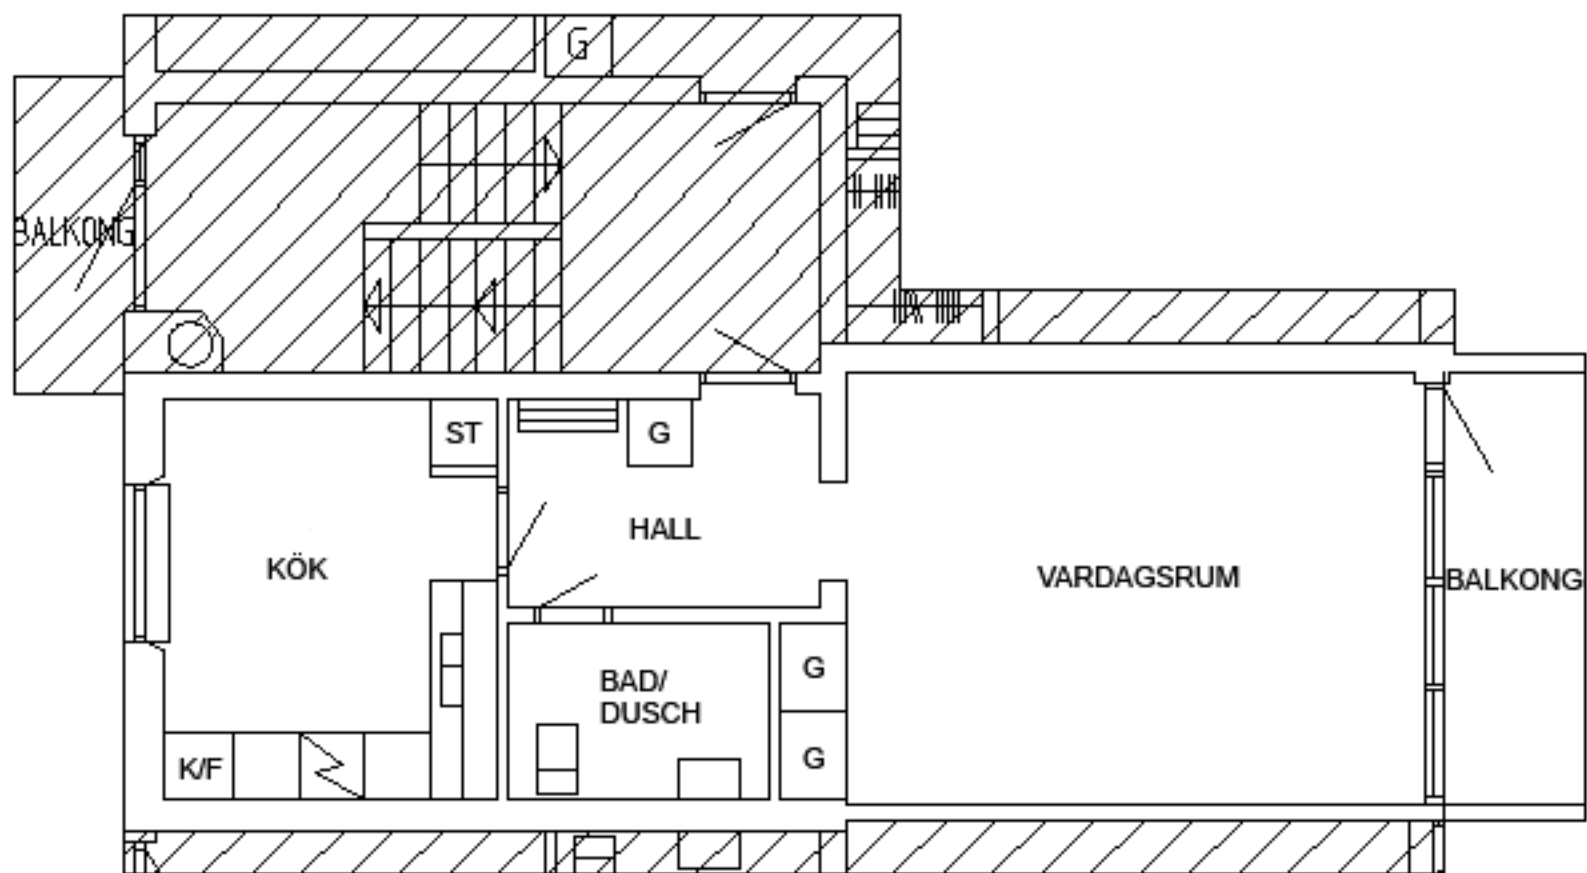 G
BALKONG
ST
G
HALL
KÖK
VARDAGSRUM
BALKONG
BAD/
DUSCH
G
G
K/F